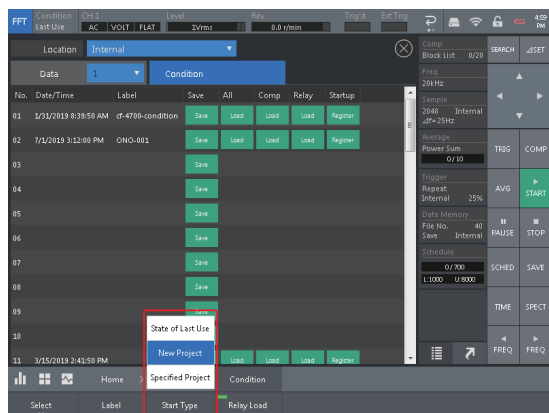 FFT Condition CH 1 Level Rev Trig'd Ext Trig 4:59
Last Use AC VOLT FLAT 1Vrms 0.0 r/min PM
Location Internal
Data 1 Condition
No. Date/Time Label Save All Comp Relay Startup
01 1/31/2019 8:39:50 AM cf-4700-condition Save Load Load Load Register
02 7/1/2019 3:12:00 PM ONO-001 Save Load Load Load Register
03 Save
04 Save
05 Save
06 Save
07 Save
08 Save
09 Save
10
11 3/15/2019 2:41:50 PM Load Load Load Register
State of Last Use
New Project
Specified Project
Home > Condition
Select Label Start Type Relay Load
Comp
Block List 0/20
Freq
20kHz
Sample
2048 Internal
⊿f=25Hz
Average
Power Sum
0/10
Trigger
Repeat
Internal 25%
Data Memory
File No. 40
Save Internal
Schedule
0/700
L:1000 U:8000
SEARCH ⊿SET
TRIG COMP
AVG START
PAUSE STOP
SCHED SAVE
TIME SPECT
FREQ FREQ